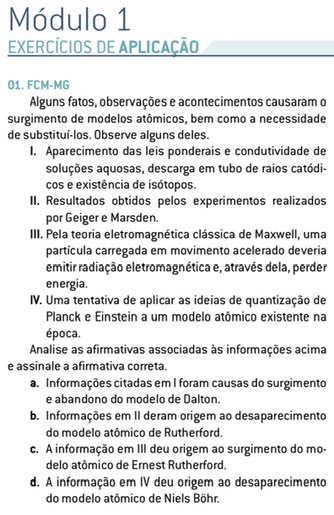 Módulo 1
EXERCÍCIOS DE APLICAÇÃO
01. FCM-MG
Alguns fatos, observações e acontecimentos causaram o
surgimento de modelos atômicos, bem como a necessidade
de substituí-los. Observe alguns deles.
I. Aparecimento das leis ponderais e condutividade de
soluções aquosas, descarga em tubo de raios catódi-
cos e existência de isótopos.
II. Resultados obtidos pelos experimentos realizados
por Geiger e Marsden.
III. Pela teoria eletromagnética clássica de Maxwell, uma
partícula carregada em movimento acelerado deveria
emitir radiação eletromagnética e, através dela, perder
energia.
IV. Uma tentativa de aplicar as ideias de quantização de
Planck e Einstein a um modelo atômico existente na
época.
Analise as afirmativas associadas às informações acima
e assinale a afirmativa correta.
a. Informações citadas em I foram causas do surgimento
e abandono do modelo de Dalton.
b. Informações em II deram origem ao desaparecimento
do modelo atômico de Rutherford.
c. A informação em III deu origem ao surgimento do mo-
delo atômico de Ernest Rutherford.
d. A informação em IV deu origem ao desaparecimento
do modelo atômico de Niels Böhr.